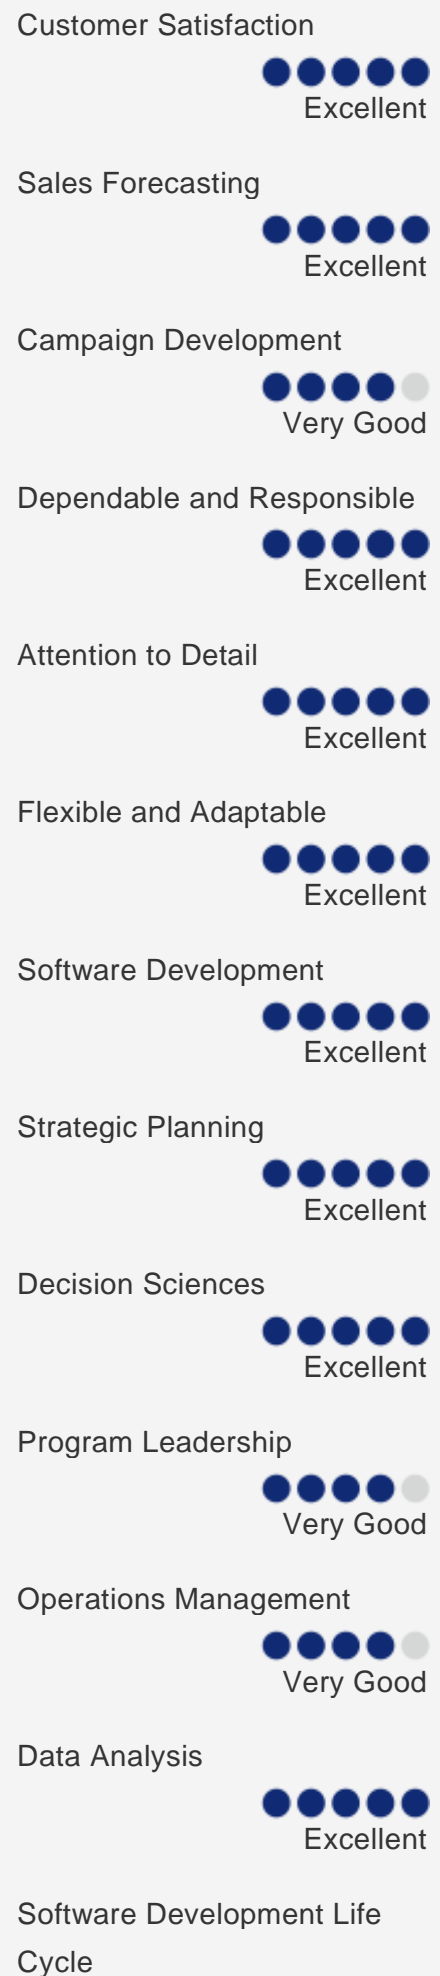 Customer Satisfaction
Excellent
Sales Forecasting
Excellent
Campaign Development
Very Good
Dependable and Responsible
Excellent
Attention to Detail
Excellent
Flexible and Adaptable
Excellent
Software Development
Excellent
Strategic Planning
Excellent
Decision Sciences
Excellent
Program Leadership
Very Good
Operations Management
Very Good
Data Analysis
Excellent
Software Development Life
Cycle